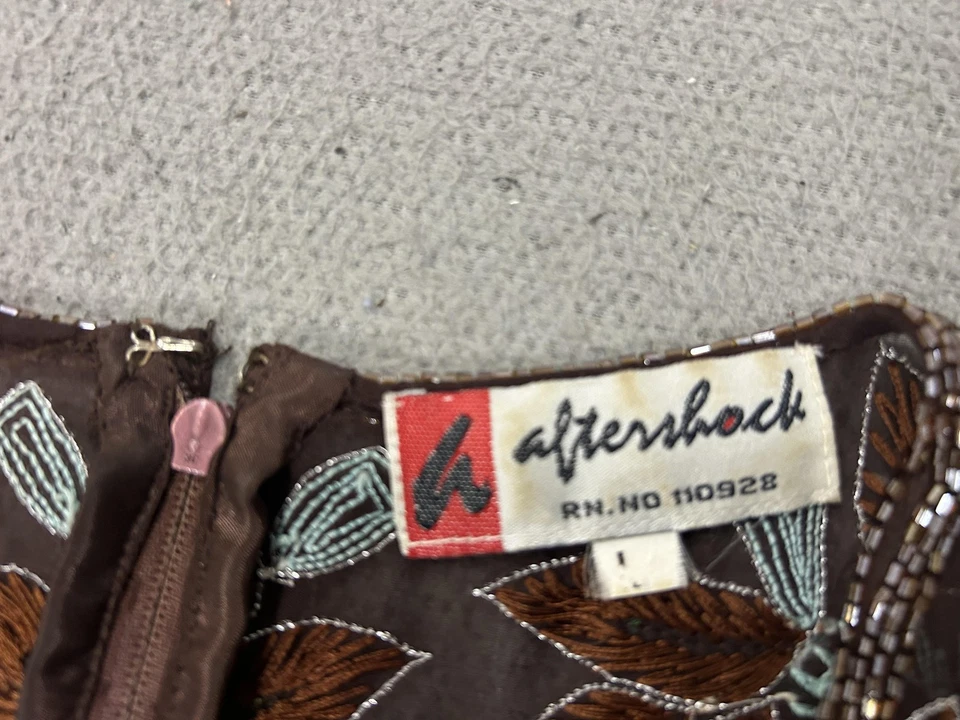 h
aftershock
RN.NO 110928
L